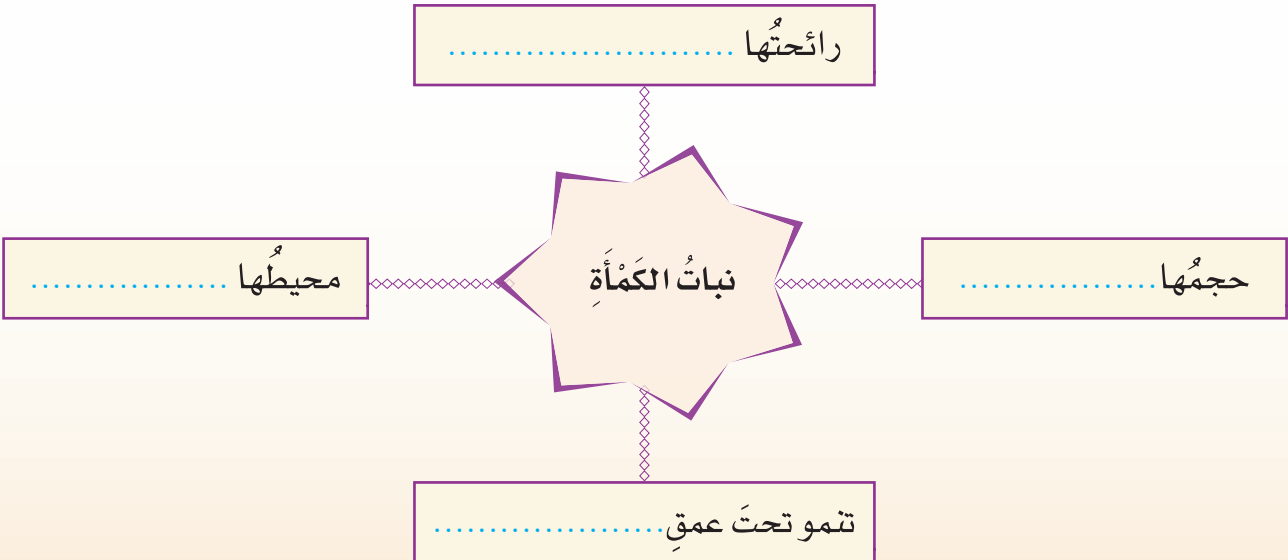 رائحتُها ..........................
حجمُها ..................
نباتُ الكَمْأَةِ
محيطُها ..................
تنمو تحتَ عمقِ .....................